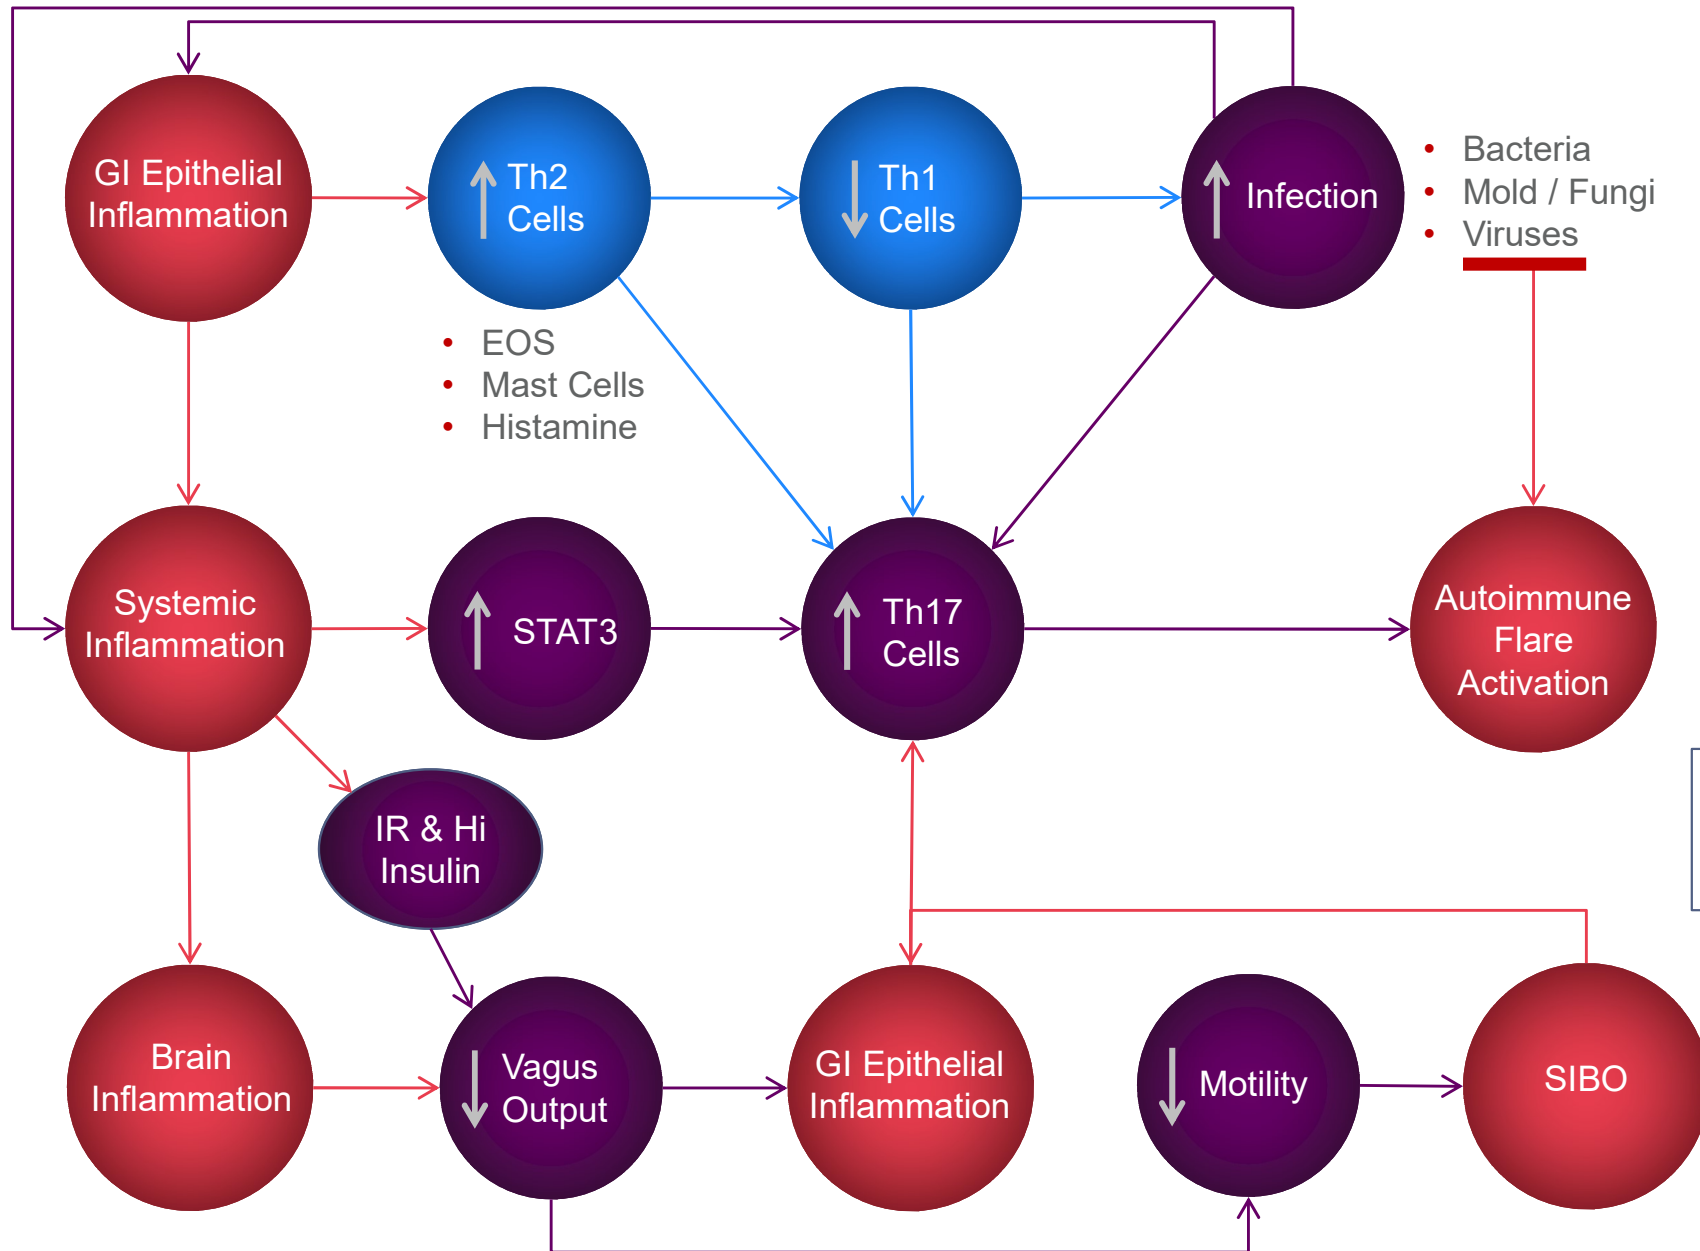 GI Epithelial
Inflammation
Th2
Cells
Th1
Cells
Infection
• Bacteria
• Mold / Fungi
• Viruses
• EOS
• Mast Cells
• Histamine
Systemic
Inflammation
STAT3
Th17
Cells
Autoimmune
Flare
Activation
IR & Hi
Insulin
Brain
Inflammation
Vagus
Output
GI Epithelial
Inflammation
Motility
SIBO